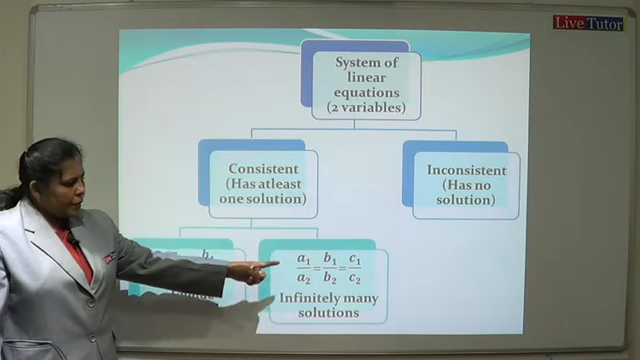 Live Tutor
System of
linear
equations
(2 variables)
Consistent
(Has atleast
one solution)
Inconsistent
(Has no
solution)
a₁/a₂ = b₁/b₂ = c₁/c₂
Infinitely many
solutions